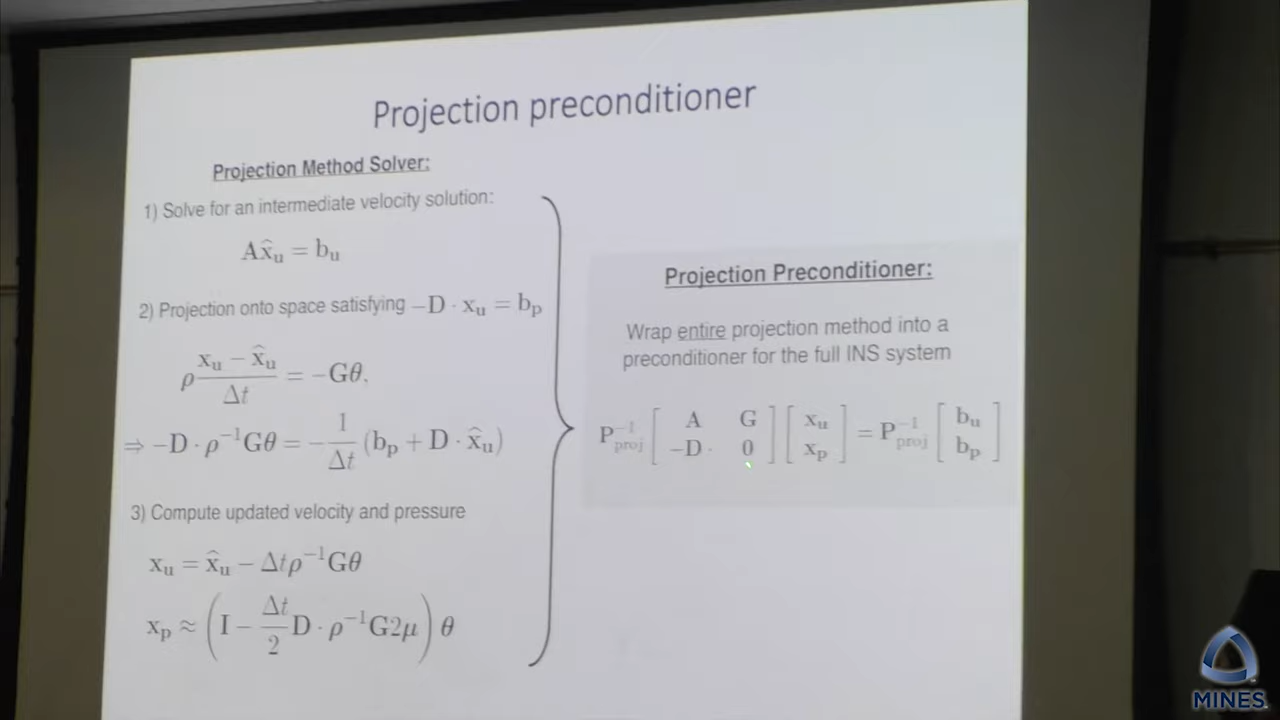 Projection preconditioner
Projection Method Solver:
1) Solve for an intermediate velocity solution:
Ax̂ᵤ = bᵤ
2) Projection onto space satisfying −D · xᵤ = bₚ
ρ (xᵤ − x̂ᵤ)/Δt = −Gθ,
⇒ −D · ρ⁻¹Gθ = −1/Δt (bₚ + D · x̂ᵤ)
3) Compute updated velocity and pressure
xᵤ = x̂ᵤ − Δtρ⁻¹Gθ
xₚ ≈ (I − Δt/2 D · ρ⁻¹G2μ) θ
Projection Preconditioner:
Wrap entire projection method into a
preconditioner for the full INS system
P⁻¹proj [A G; −D· 0] [xᵤ; xₚ] = P⁻¹proj [bᵤ; bₚ]
MINES